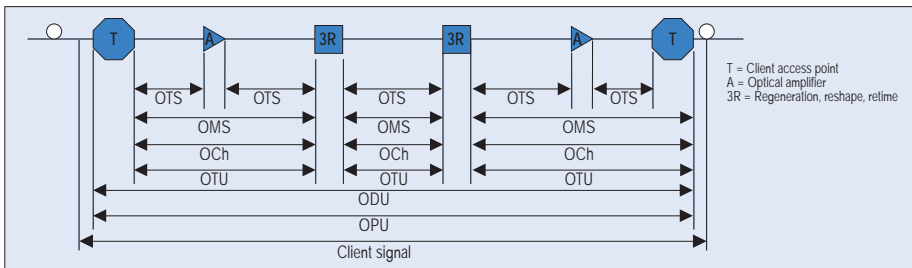 T A 3R 3R A T
T = Client access point
A = Optical amplifier
3R = Regeneration, reshape, retime
OTS OTS OTS OTS OTS
OMS OMS OMS
OCh OCh OCh
OTU OTU OTU
ODU
OPU
Client signal